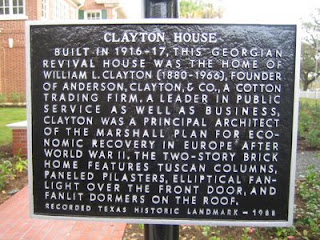 CLAYTON HOUSE
BUILT IN 1916-17, THIS GEORGIAN
REVIVAL HOUSE WAS THE HOME OF
WILLIAM L. CLAYTON (1880-1966), FOUNDER
OF ANDERSON, CLAYTON, & CO., A COTTON
TRADING FIRM. A LEADER IN PUBLIC
SERVICE AS WELL AS BUSINESS,
CLAYTON WAS A PRINCIPAL ARCHITECT
OF THE MARSHALL PLAN FOR ECO-
NOMIC RECOVERY IN EUROPE AFTER
WORLD WAR II. THE TWO-STORY BRICK
HOME FEATURES TUSCAN COLUMNS,
PANELED PILASTERS, ELLIPTICAL FAN-
LIGHT OVER THE FRONT DOOR, AND
FANLIT DORMERS ON THE ROOF.
RECORDED TEXAS HISTORIC LANDMARK - 1988